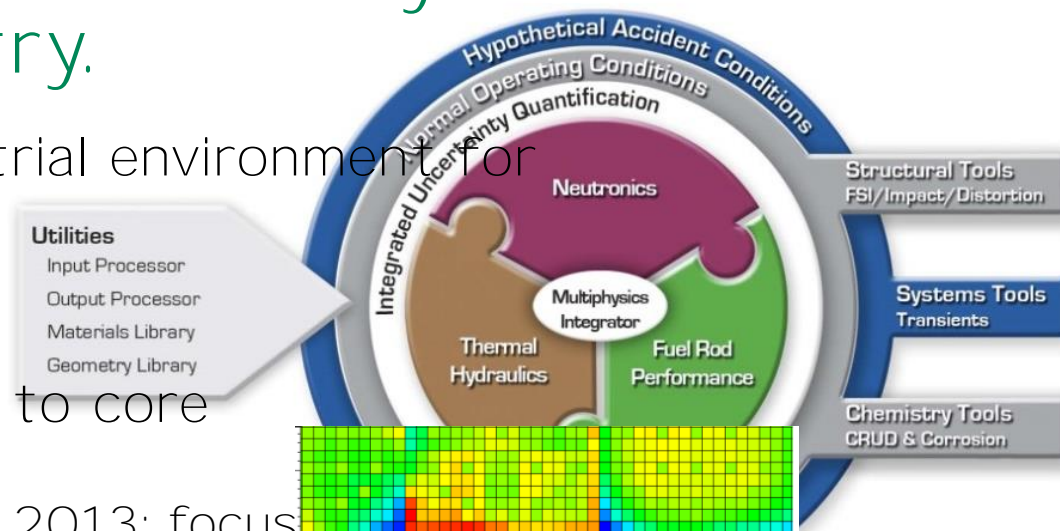 ry.
Hypothetical Accident Conditions
Normal Operating Conditions
Integrated Uncertainty Quantification
trial environment for
Neutronics
Structural Tools
FSI/Impact/Distortion
Utilities
Input Processor
Output Processor
Materials Library
Geometry Library
Multiphysics
Integrator
Systems Tools
Transients
Thermal
Hydraulics
Fuel Rod
Performance
to core
Chemistry Tools
CRUD & Corrosion
2013: focus